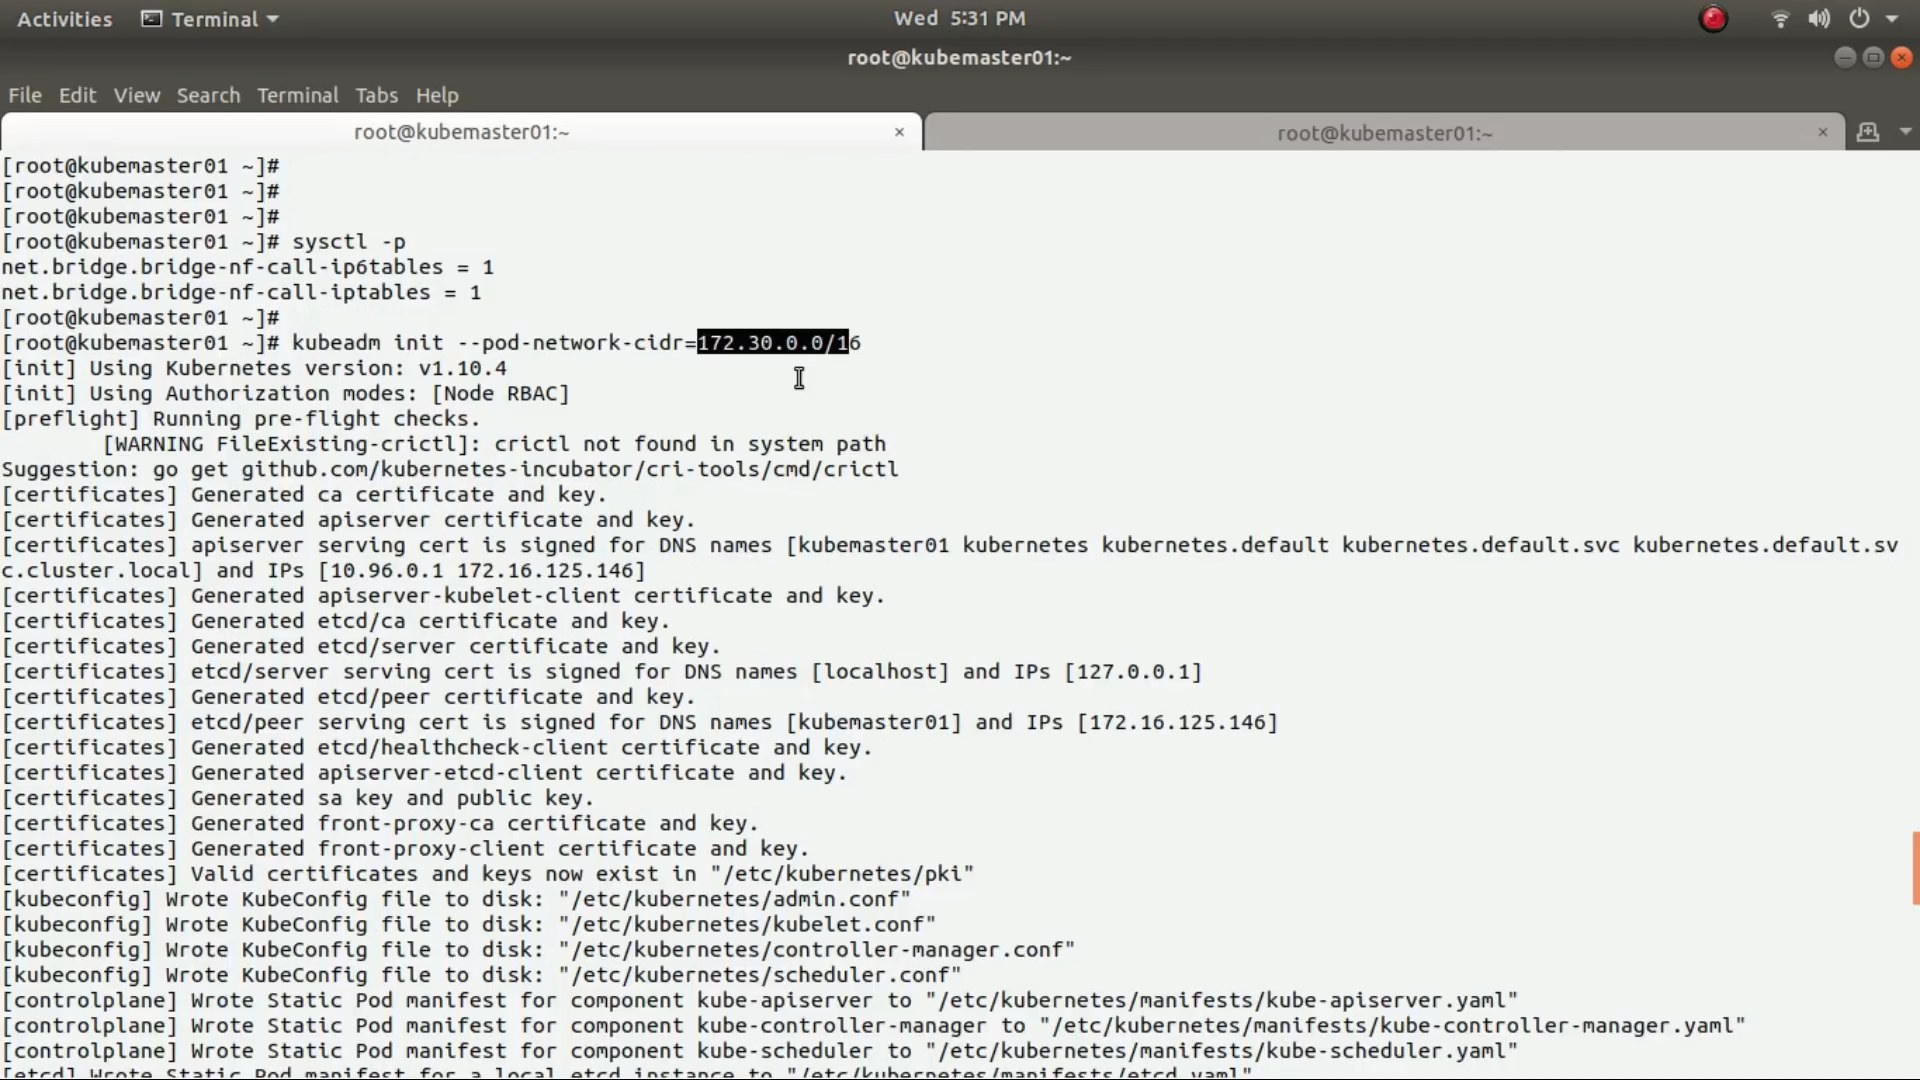 Activities Terminal Wed 5:31 PM
root@kubemaster01:~
File Edit View Search Terminal Tabs Help
root@kubemaster01:~ × root@kubemaster01:~ ×
[root@kubemaster01 ~]#
[root@kubemaster01 ~]#
[root@kubemaster01 ~]#
[root@kubemaster01 ~]# sysctl -p
net.bridge.bridge-nf-call-ip6tables = 1
net.bridge.bridge-nf-call-iptables = 1
[root@kubemaster01 ~]#
[root@kubemaster01 ~]# kubeadm init --pod-network-cidr=172.30.0.0/16
[init] Using Kubernetes version: v1.10.4
[init] Using Authorization modes: [Node RBAC]
[preflight] Running pre-flight checks.
[WARNING FileExisting-crictl]: crictl not found in system path
Suggestion: go get github.com/kubernetes-incubator/cri-tools/cmd/crictl
[certificates] Generated ca certificate and key.
[certificates] Generated apiserver certificate and key.
[certificates] apiserver serving cert is signed for DNS names [kubemaster01 kubernetes kubernetes.default kubernetes.default.svc kubernetes.default.sv
c.cluster.local] and IPs [10.96.0.1 172.16.125.146]
[certificates] Generated apiserver-kubelet-client certificate and key.
[certificates] Generated etcd/ca certificate and key.
[certificates] Generated etcd/server certificate and key.
[certificates] etcd/server serving cert is signed for DNS names [localhost] and IPs [127.0.0.1]
[certificates] Generated etcd/peer certificate and key.
[certificates] etcd/peer serving cert is signed for DNS names [kubemaster01] and IPs [172.16.125.146]
[certificates] Generated etcd/healthcheck-client certificate and key.
[certificates] Generated apiserver-etcd-client certificate and key.
[certificates] Generated sa key and public key.
[certificates] Generated front-proxy-ca certificate and key.
[certificates] Generated front-proxy-client certificate and key.
[certificates] Valid certificates and keys now exist in "/etc/kubernetes/pki"
[kubeconfig] Wrote KubeConfig file to disk: "/etc/kubernetes/admin.conf"
[kubeconfig] Wrote KubeConfig file to disk: "/etc/kubernetes/kubelet.conf"
[kubeconfig] Wrote KubeConfig file to disk: "/etc/kubernetes/controller-manager.conf"
[kubeconfig] Wrote KubeConfig file to disk: "/etc/kubernetes/scheduler.conf"
[controlplane] Wrote Static Pod manifest for component kube-apiserver to "/etc/kubernetes/manifests/kube-apiserver.yaml"
[controlplane] Wrote Static Pod manifest for component kube-controller-manager to "/etc/kubernetes/manifests/kube-controller-manager.yaml"
[controlplane] Wrote Static Pod manifest for component kube-scheduler to "/etc/kubernetes/manifests/kube-scheduler.yaml"
[etcd] Wrote Static Pod manifest for a local etcd instance to "/etc/kubernetes/manifests/etcd.yaml"